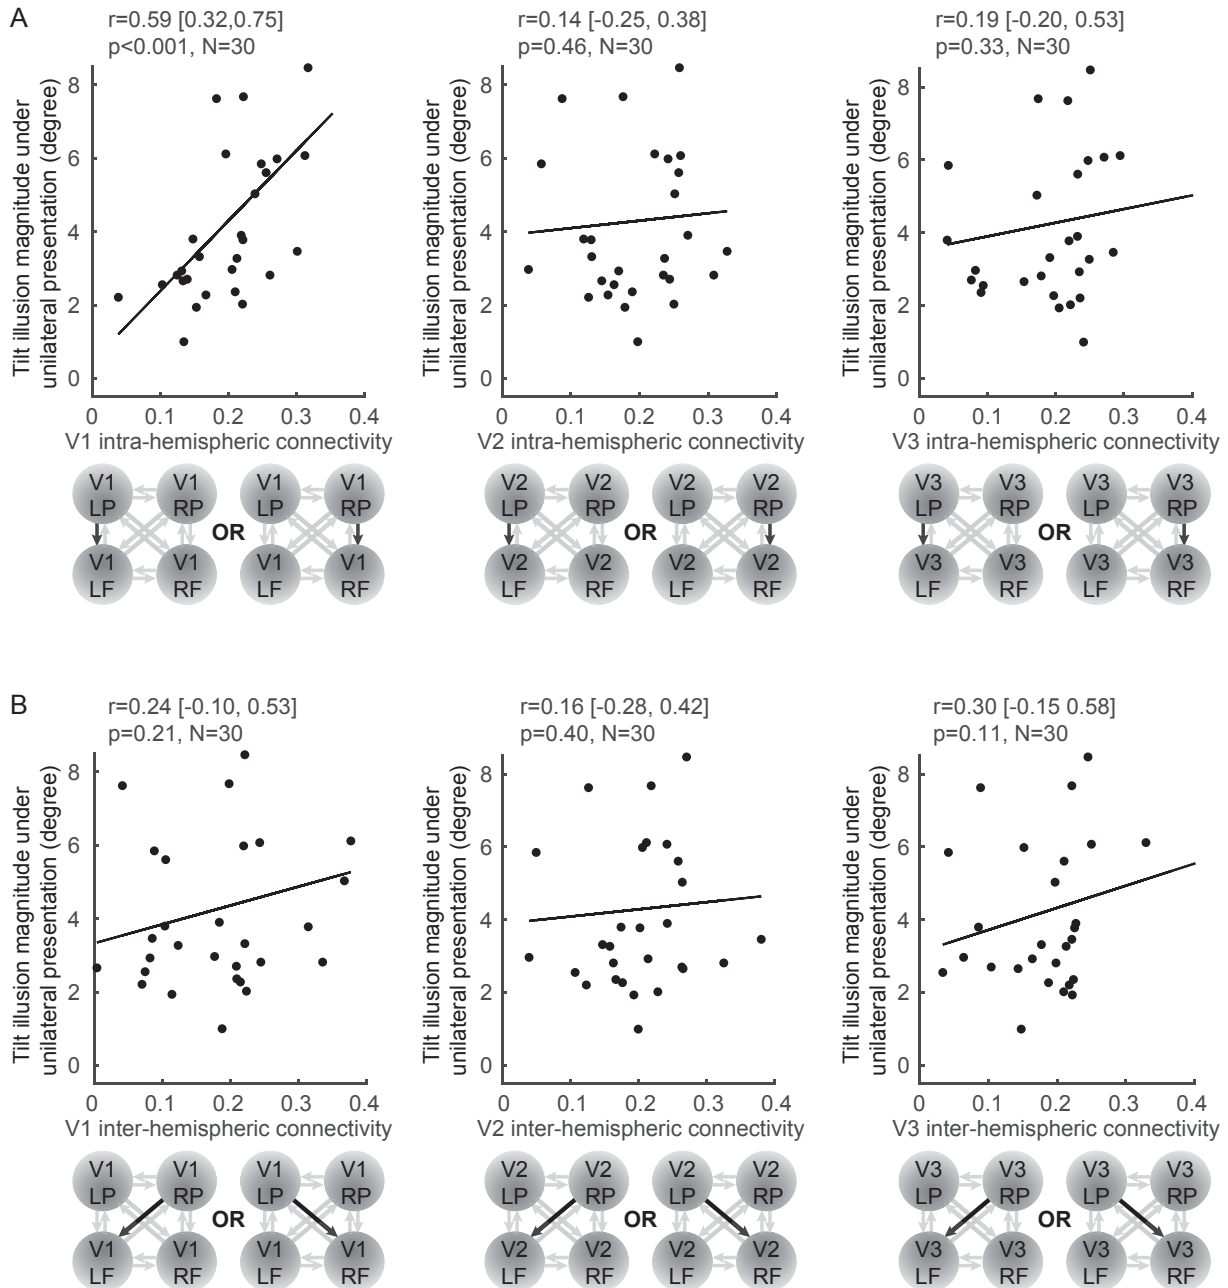 A
r=0.59 [0.32,0.75]
p<0.001, N=30
Tilt illusion magnitude under
unilateral presentation (degree)
8
6
4
2
0
0 0.1 0.2 0.3 0.4
V1 intra-hemispheric connectivity
V1 V1 V1 V1
LP RP LP RP
OR
V1 V1 V1 V1
LF RF LF RF
r=0.14 [-0.25, 0.38]
p=0.46, N=30
Tilt illusion magnitude under
unilateral presentation (degree)
8
6
4
2
0
0 0.1 0.2 0.3 0.4
V2 intra-hemispheric connectivity
V2 V2 V2 V2
LP RP LP RP
OR
V2 V2 V2 V2
LF RF LF RF
r=0.19 [-0.20, 0.53]
p=0.33, N=30
Tilt illusion magnitude under
unilateral presentation (degree)
8
6
4
2
0
0 0.1 0.2 0.3 0.4
V3 intra-hemispheric connectivity
V3 V3 V3 V3
LP RP LP RP
OR
V3 V3 V3 V3
LF RF LF RF
B
r=0.24 [-0.10, 0.53]
p=0.21, N=30
Tilt illusion magnitude under
unilateral presentation (degree)
8
6
4
2
0
0 0.1 0.2 0.3 0.4
V1 inter-hemispheric connectivity
V1 V1 V1 V1
LP RP LP RP
OR
V1 V1 V1 V1
LF RF LF RF
r=0.16 [-0.28, 0.42]
p=0.40, N=30
Tilt illusion magnitude under
unilateral presentation (degree)
8
6
4
2
0
0 0.1 0.2 0.3 0.4
V2 inter-hemispheric connectivity
V2 V2 V2 V2
LP RP LP RP
OR
V2 V2 V2 V2
LF RF LF RF
r=0.30 [-0.15 0.58]
p=0.11, N=30
Tilt illusion magnitude under
unilateral presentation (degree)
8
6
4
2
0
0 0.1 0.2 0.3 0.4
V3 inter-hemispheric connectivity
V3 V3 V3 V3
LP RP LP RP
OR
V3 V3 V3 V3
LF RF LF RF